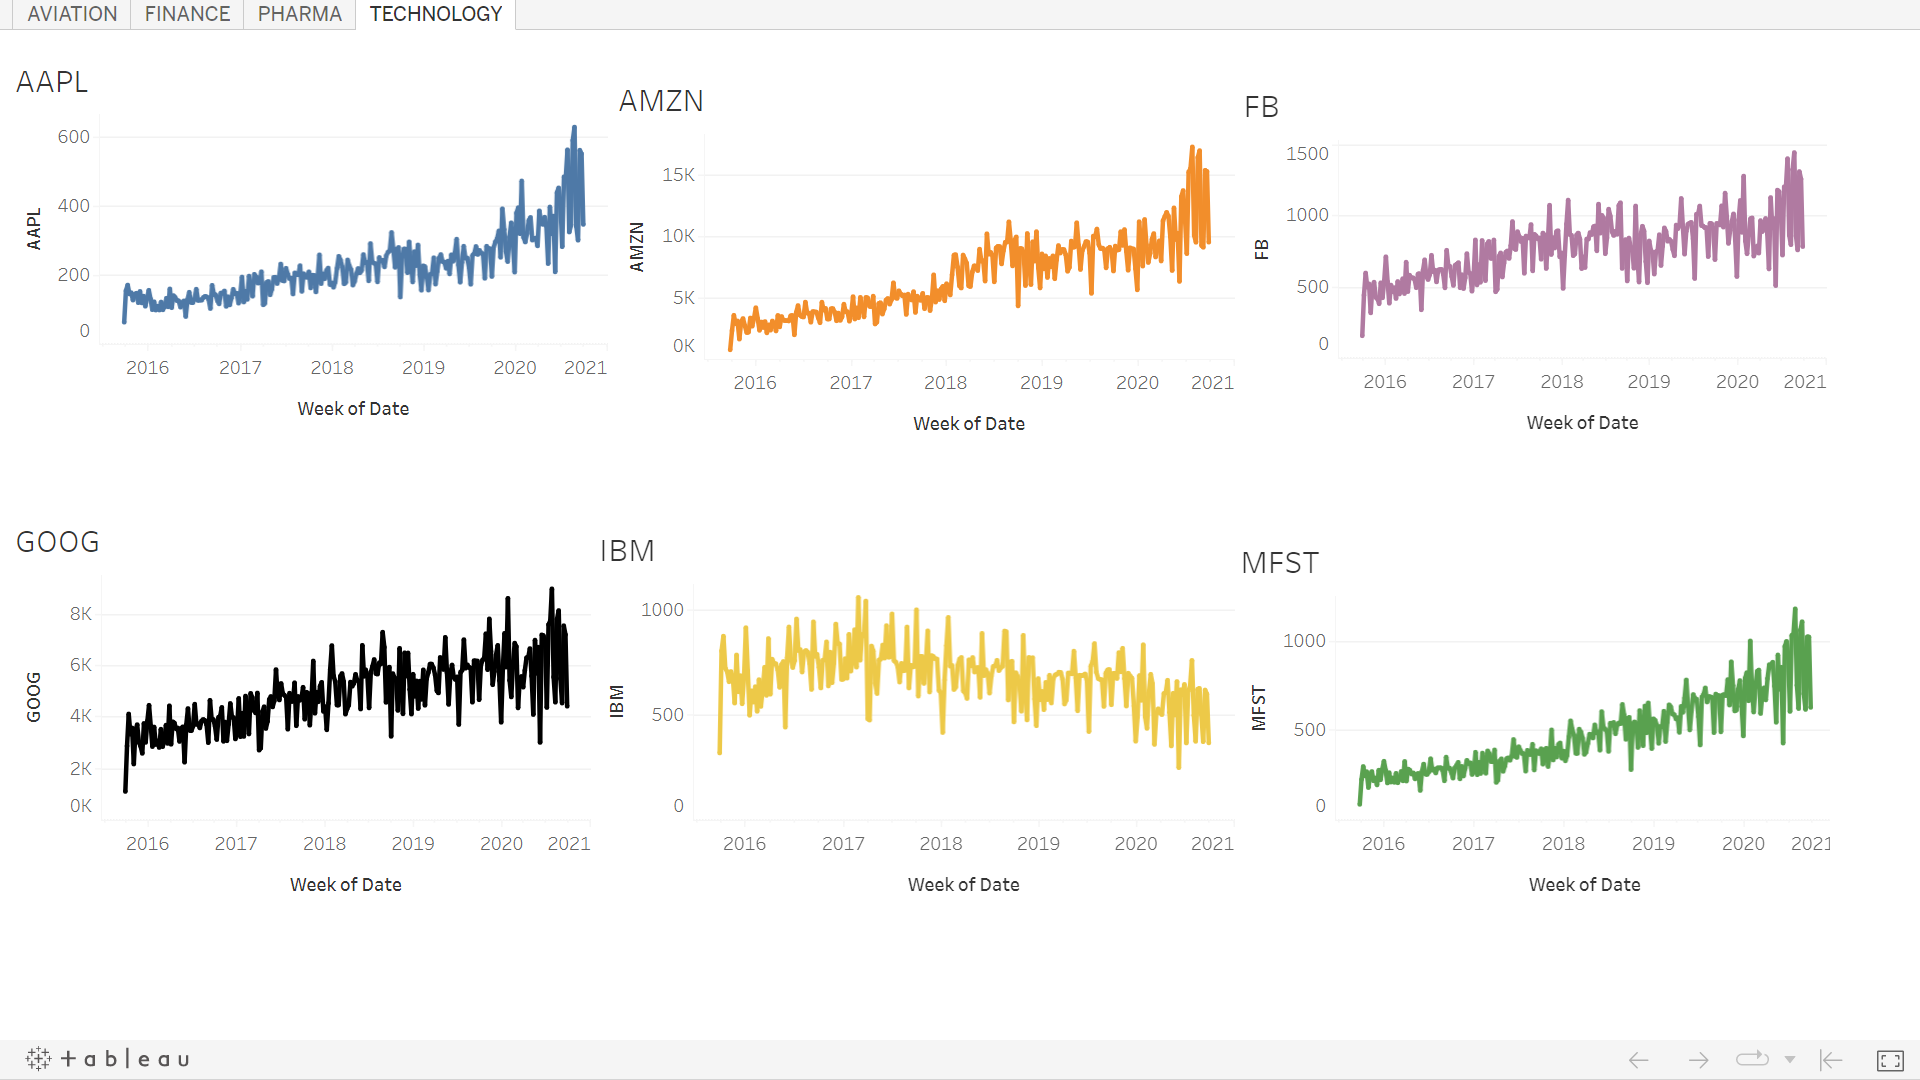 AVIATION
FINANCE
PHARMA
TECHNOLOGY
AAPL
AAPL
600
400
200
0
2016
2017
2018
2019
2020
2021
Week of Date
AMZN
AMZN
15K
10K
5K
0K
2016
2017
2018
2019
2020
2021
Week of Date
FB
FB
1500
1000
500
0
2016
2017
2018
2019
2020
2021
Week of Date
GOOG
GOOG
8K
6K
4K
2K
0K
2016
2017
2018
2019
2020
2021
Week of Date
IBM
IBM
1000
500
0
2016
2017
2018
2019
2020
2021
Week of Date
MFST
MFST
1000
500
0
2016
2017
2018
2019
2020
2021
Week of Date
+ a b | e a u